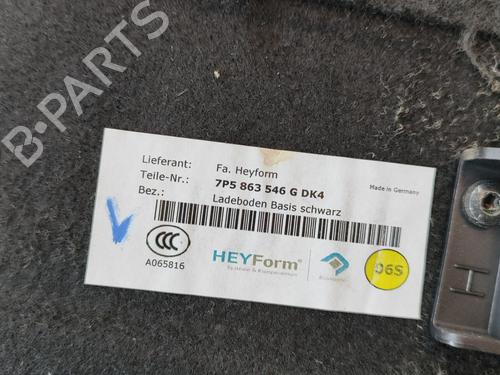 B-PARTS
Lieferant: Fa. Heyform
Teile-Nr.: 7P5 863 546 G DK4
Made in Germany
Bez.: Ladeboden Basis schwarz
CCC
A065816
HEYForm®
06S
H